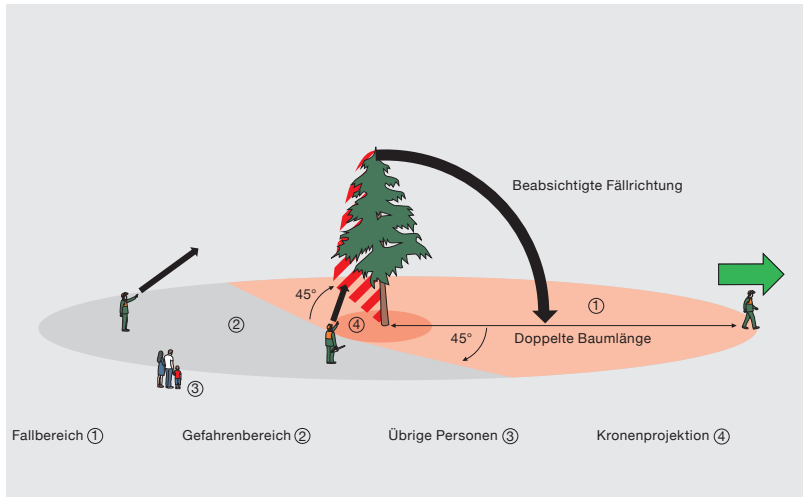 Beabsichtigte Fällrichtung
45°
①
②
④
45°
Doppelte Baumlänge
③
Fallbereich ①
Gefahrenbereich ②
Übrige Personen ③
Kronenprojektion ④